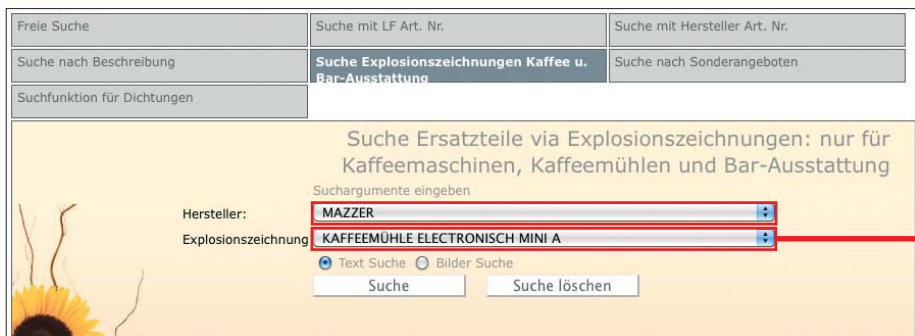 Freie Suche
Suche mit LF Art. Nr.
Suche mit Hersteller Art. Nr.
Suche nach Beschreibung
Suche Explosionszeichnungen Kaffee u.
Bar-Ausstattung
Suche nach Sonderangeboten
Suchfunktion für Dichtungen
Suche Ersatzteile via Explosionszeichnungen: nur für
Kaffeemaschinen, Kaffeemühlen und Bar-Ausstattung
Suchargumente eingeben
Hersteller: MAZZER
Explosionszeichnung KAFFEEMÜHLE ELECTRONISCH MINI A
Text Suche Bilder Suche
Suche Suche löschen